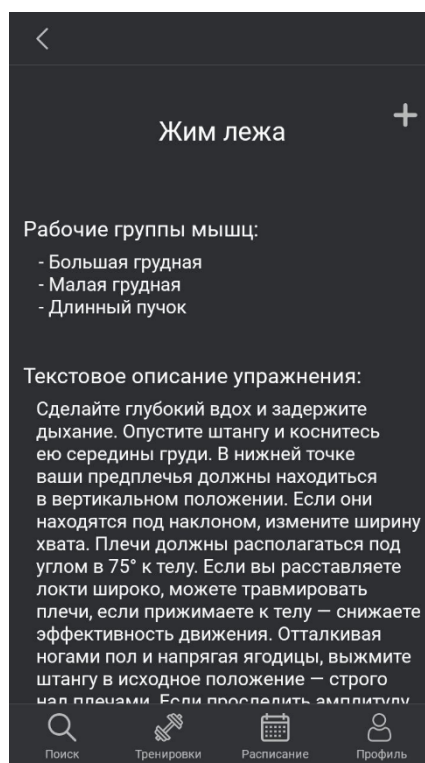 Жим лежа
Рабочие группы мышц:
- Большая грудная
- Малая грудная
- Длинный пучок
Текстовое описание упражнения:
Сделайте глубокий вдох и задержите
дыхание. Опустите штангу и коснитесь
ею середины груди. В нижней точке
ваши предплечья должны находиться
в вертикальном положении. Если они
находятся под наклоном, измените ширину
хвата. Плечи должны располагаться под
углом в 75° к телу. Если вы расставляете
локти широко, можете травмировать
плечи, если прижимаете к телу — снижаете
эффективность движения. Отталкивая
ногами пол и напрягая ягодицы, выжмите
штангу в исходное положение — строго
над плечами. Если проследить амплитуду
Поиск
Тренировки
Расписание
Профиль